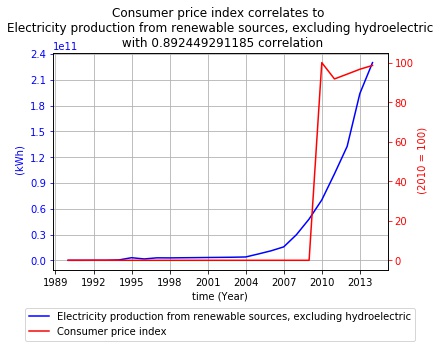 Consumer price index correlates to
Electricity production from renewable sources, excluding hydroelectric
with 0.892449291185 correlation
1e11
2.4
2.1
1.8
1.5
1.2
0.9
0.6
0.3
0.0
(kWh)
100
80
60
40
20
0
(2010 = 100)
1989 1992 1995 1998 2001 2004 2007 2010 2013
time (Year)
Electricity production from renewable sources, excluding hydroelectric
Consumer price index